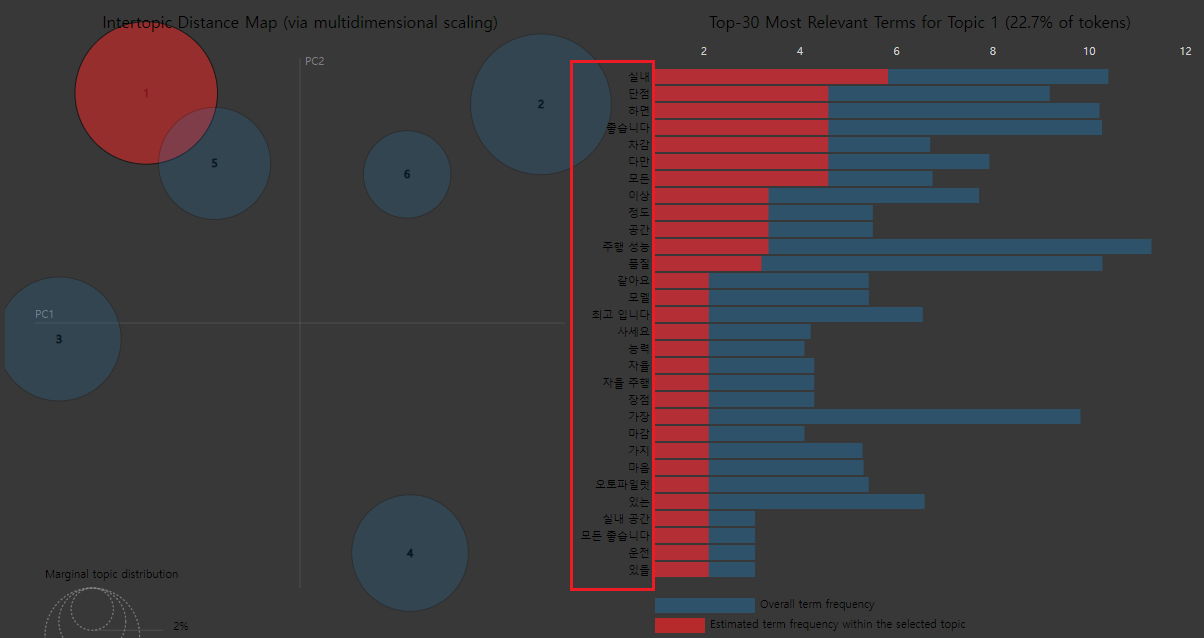 Intertopic Distance Map (via multidimensional scaling)
PC2
1
2
5
6
PC1
3
4
Marginal topic distribution
2%
Top-30 Most Relevant Terms for Topic 1 (22.7% of tokens)
2 4 6 8 10 12
실내
단점
하면
좋습니다
차감
다만
모든
이상
정도
공간
주행 성능
품질
같아요
모델
최고 입니다
사세요
능력
자율
자율 주행
장점
가장
마감
가지
마음
오토파일럿
있는
실내 공간
모든 좋습니다
운전
있을
Overall term frequency
Estimated term frequency within the selected topic